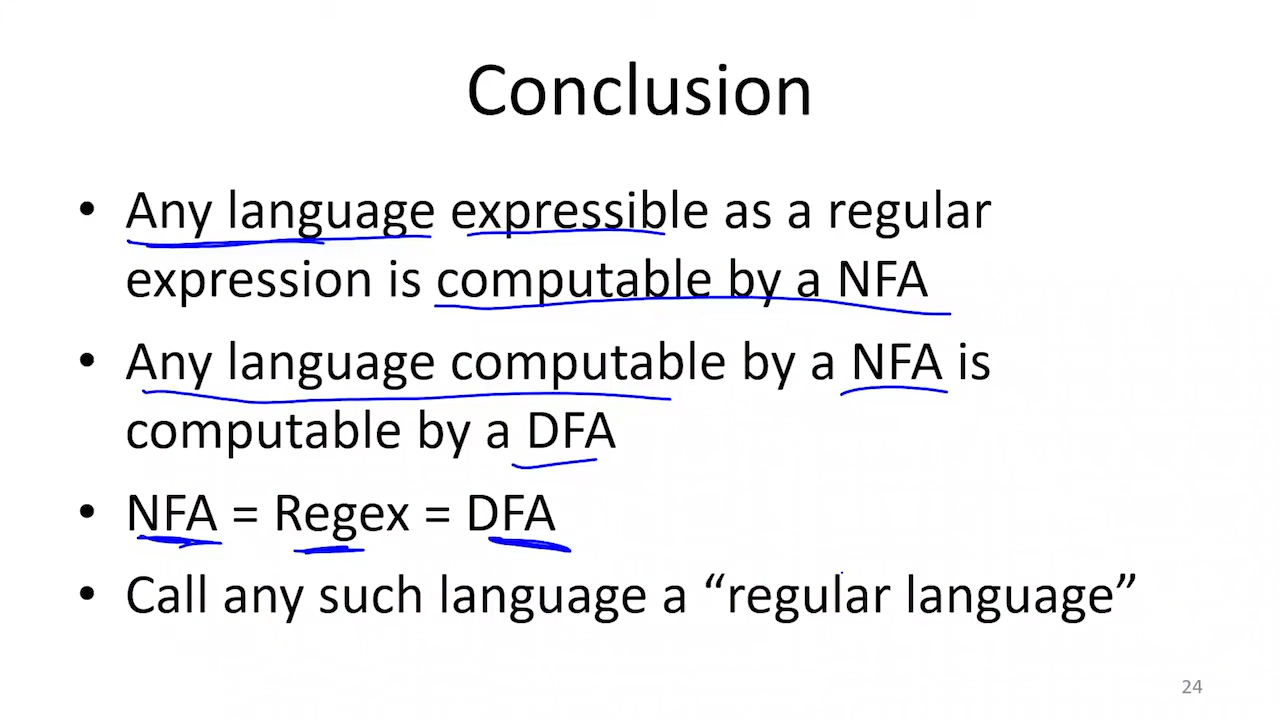 Conclusion
• Any language expressible as a regular
expression is computable by a NFA
• Any language computable by a NFA is
computable by a DFA
• NFA = Regex = DFA
• Call any such language a “regular language”
24